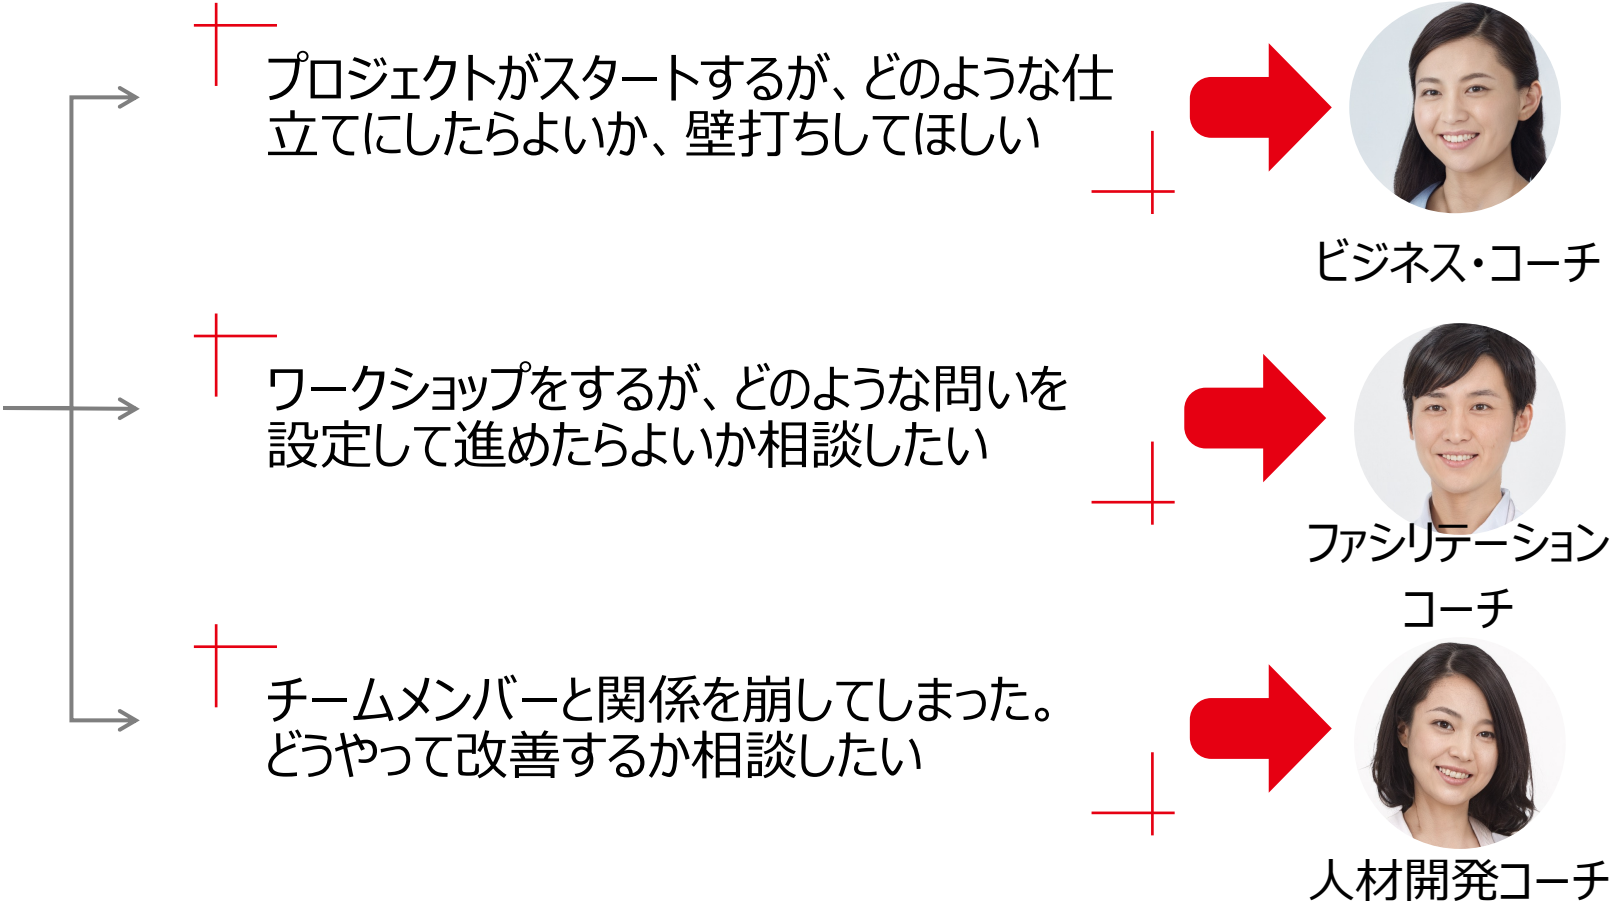 プロジェクトがスタートするが、どのような仕
立てにしたらよいか、壁打ちしてほしい
ビジネス・コーチ
ワークショップをするが、どのような問いを
設定して進めたらよいか相談したい
ファシリテーション
コーチ
チームメンバーと関係を崩してしまった。
どうやって改善するか相談したい
人材開発コーチ